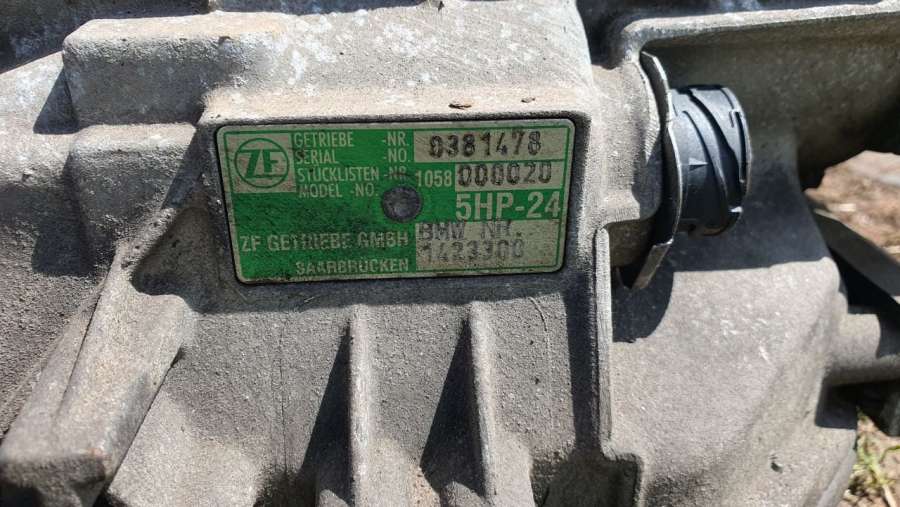 ZF
GETRIEBE -NR. 0381478
SERIAL -NO.
STÜCKLISTEN -NR. 1058 000020
MODEL -NO.
5HP-24
ZF GETRIEBE GMBH BMW NR.
SAARBRÜCKEN 1423300